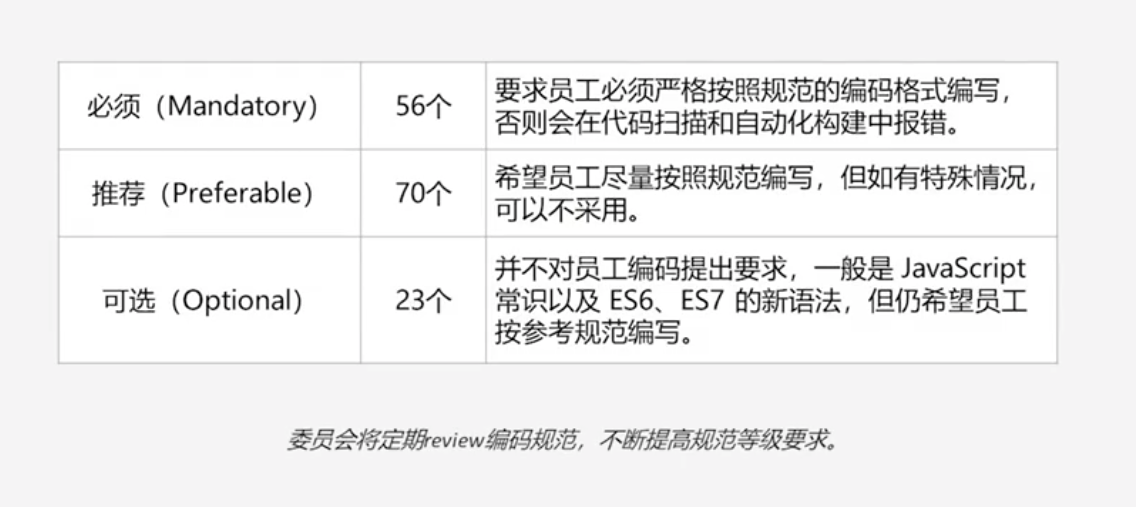 必须（Mandatory）
56个
要求员工必须严格按照规范的编码格式编写，
否则会在代码扫描和自动化构建中报错。
推荐（Preferable）
70个
希望员工尽量按照规范编写，但如有特殊情况，
可以不采用。
可选（Optional）
23个
并不对员工编码提出要求，一般是 JavaScript
常识以及 ES6、ES7 的新语法，但仍希望员工
按参考规范编写。
委员会将定期review编码规范，不断提高规范等级要求。